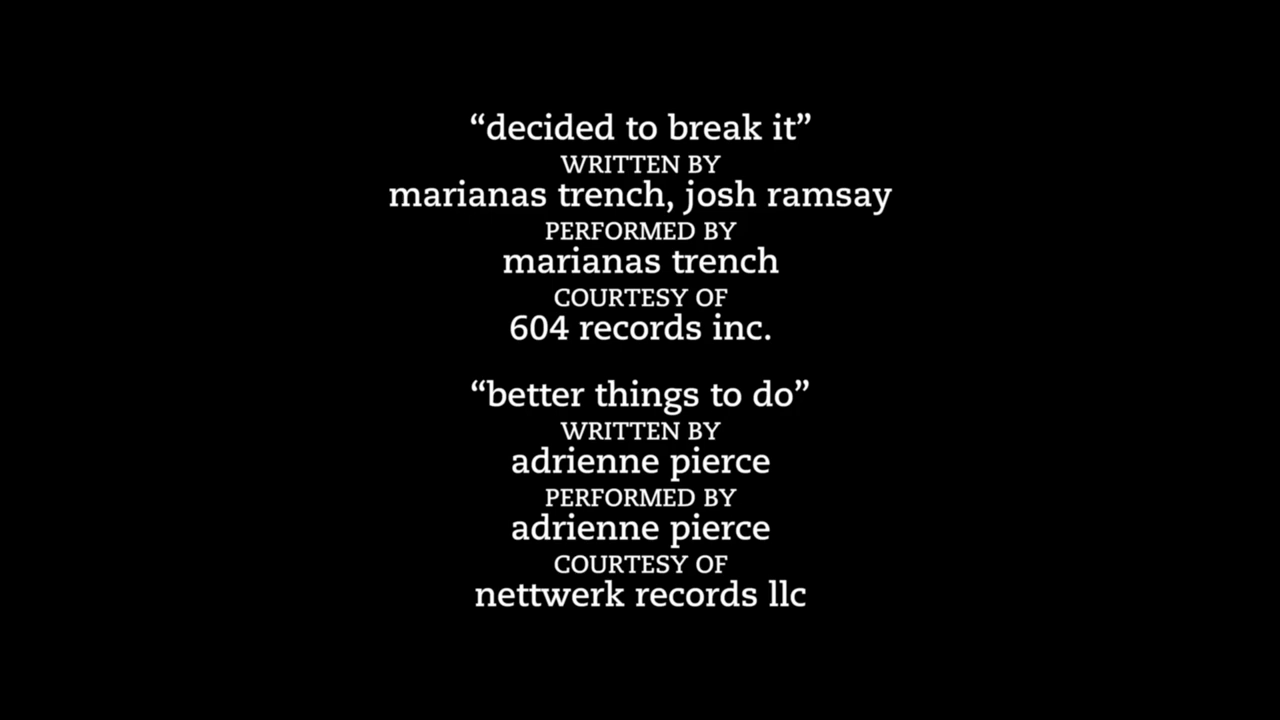 “decided to break it”
WRITTEN BY
marianas trench, josh ramsay
PERFORMED BY
marianas trench
COURTESY OF
604 records inc.
“better things to do”
WRITTEN BY
adrienne pierce
PERFORMED BY
adrienne pierce
COURTESY OF
nettwerk records llc